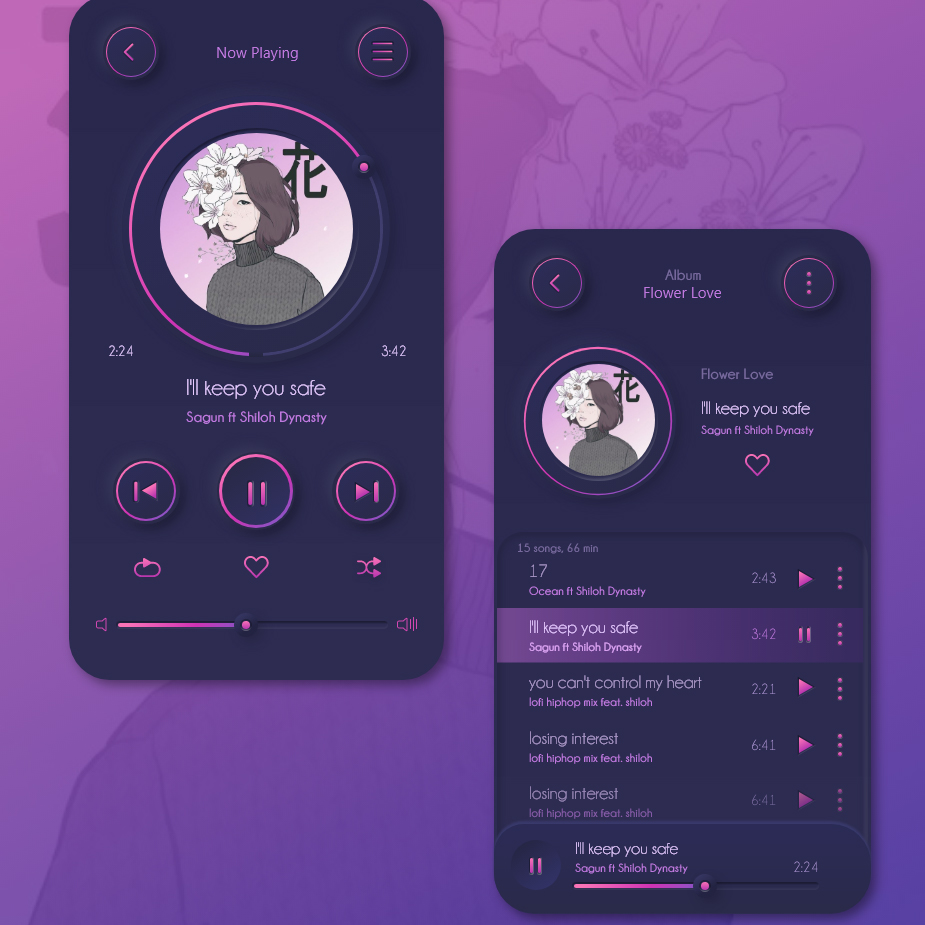 Now Playing
花
2:24
3:42
I'll keep you safe
Sagun ft Shiloh Dynasty
Album
Flower Love
花
Flower Love
I'll keep you safe
Sagun ft Shiloh Dynasty
15 songs, 66 min
17
2:43
Ocean ft Shiloh Dynasty
I'll keep you safe
3:42
Sagun ft Shiloh Dynasty
you can't control my heart
2:21
lofi hiphop mix feat. shiloh
losing interest
6:41
lofi hiphop mix feat. shiloh
losing interest
6:41
lofi hiphop mix feat. shiloh
I'll keep you safe
Sagun ft Shiloh Dynasty
2:24